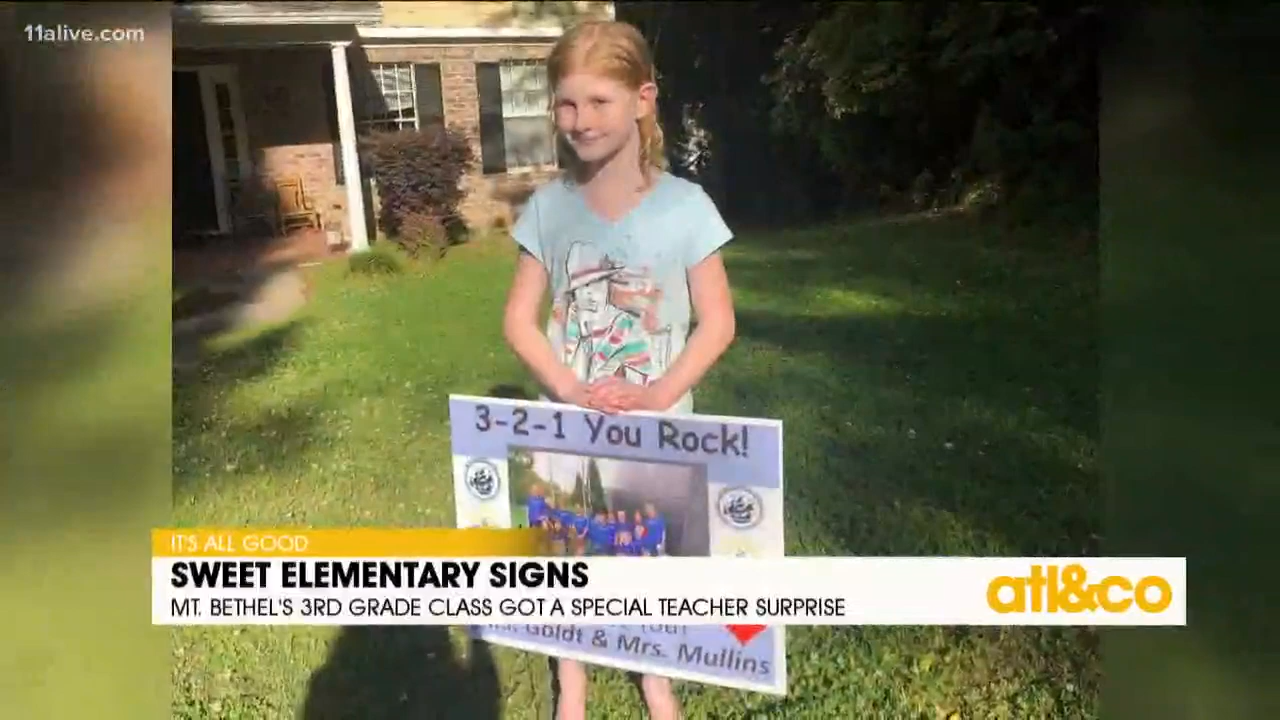 11alive.com
3-2-1 You Rock!
IT'S ALL GOOD
SWEET ELEMENTARY SIGNS
MT. BETHEL'S 3RD GRADE CLASS GOT A SPECIAL TEACHER SURPRISE
atl&co
Goldt & Mrs. Mullins